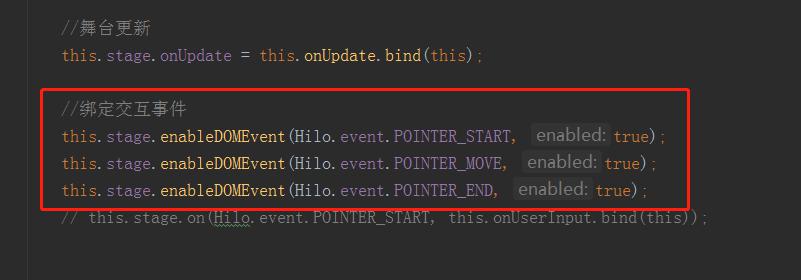 //舞台更新
this.stage.onUpdate = this.onUpdate.bind(this);
//绑定交互事件
this.stage.enableDOMEvent(Hilo.event.POINTER_START, enabled: true);
this.stage.enableDOMEvent(Hilo.event.POINTER_MOVE, enabled: true);
this.stage.enableDOMEvent(Hilo.event.POINTER_END, enabled: true);
// this.stage.on(Hilo.event.POINTER_START, this.onUserInput.bind(this));